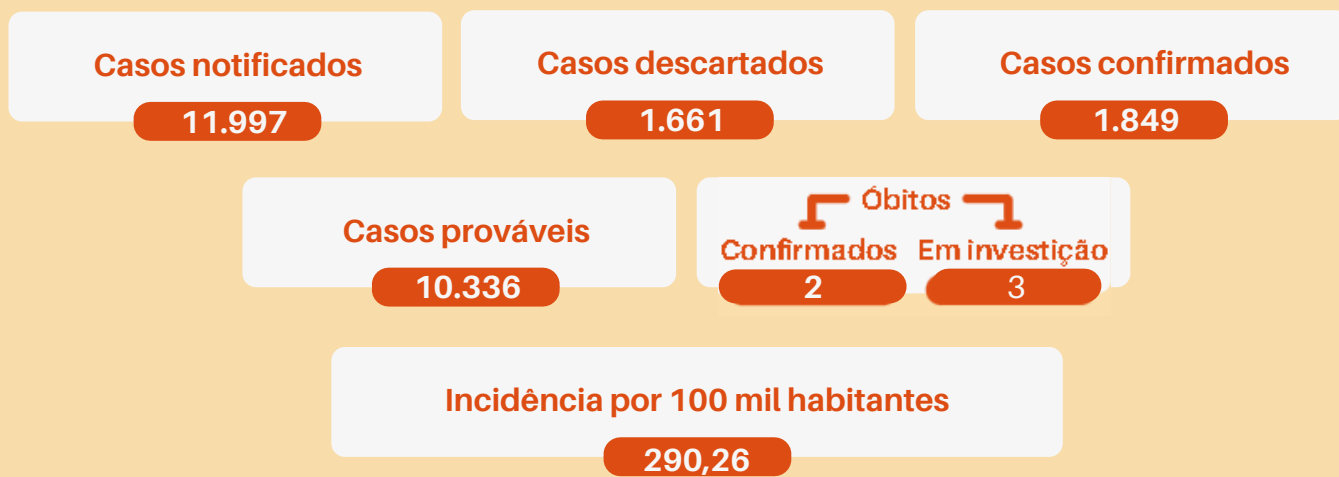 Casos notificados
11.997
Casos descartados
1.661
Casos confirmados
1.849
Casos prováveis
10.336
Óbitos
Confirmados
2
Em investição
3
Incidência por 100 mil habitantes
290,26